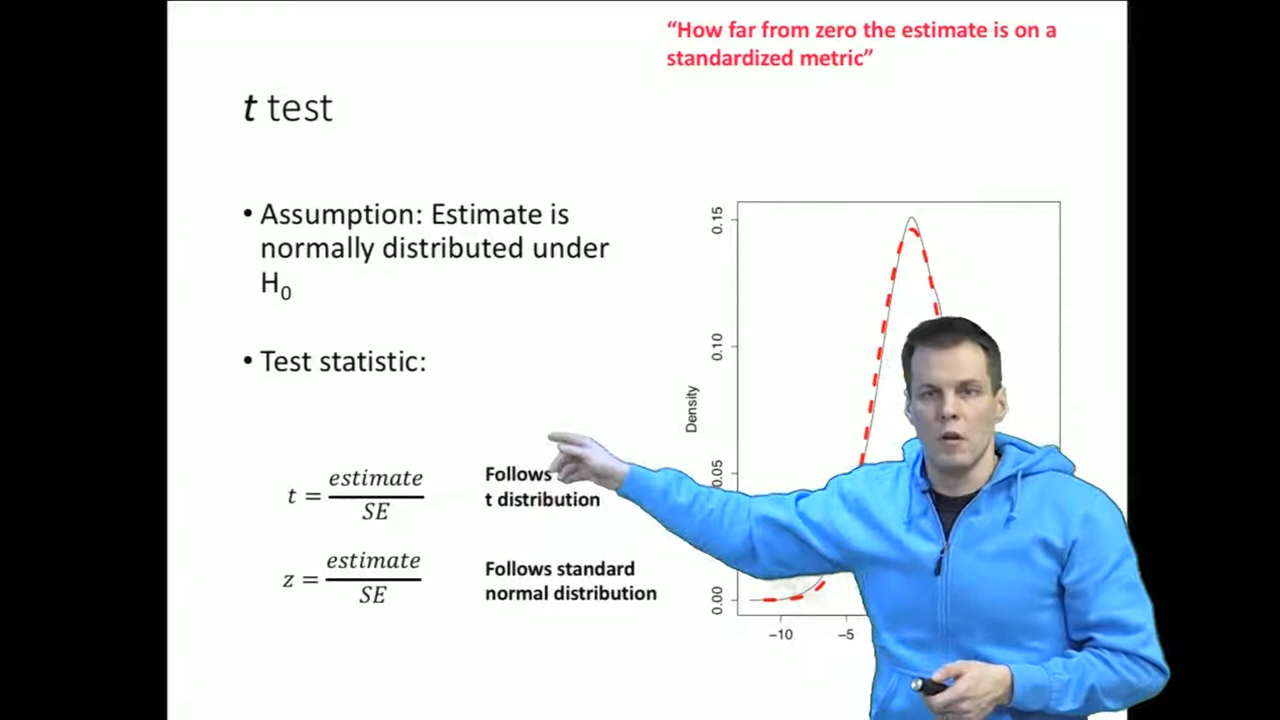 “How far from zero the estimate is on a
standardized metric”
t test
• Assumption: Estimate is
normally distributed under
H₀
• Test statistic:
t = estimate / SE
Follows
t distribution
z = estimate / SE
Follows standard
normal distribution
Density
0.15
0.10
0.05
0.00
−10
−5